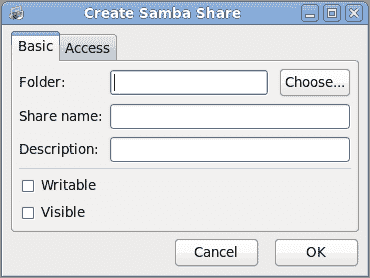 Create Samba Share
Basic Access
Folder: Choose...
Share name:
Description:
Writable
Visible
Cancel OK